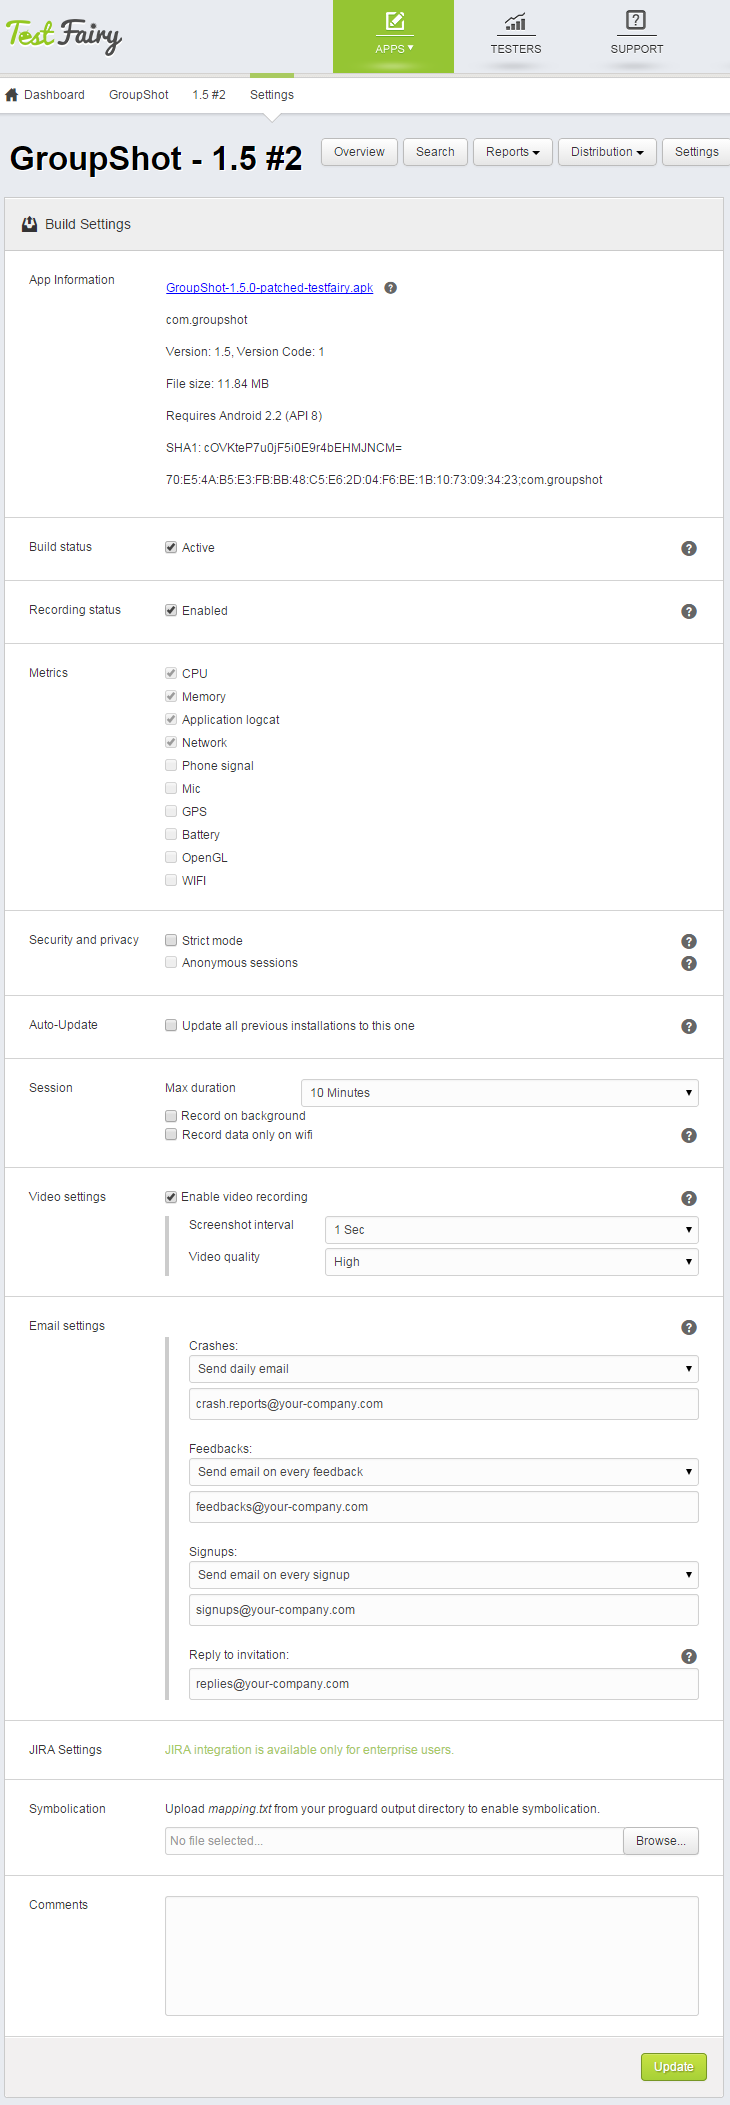 Test Fairy
APPS
TESTERS
SUPPORT
Dashboard GroupShot 1.5 #2 Settings
GroupShot - 1.5 #2
Overview Search Reports Distribution Settings
Build Settings
App Information
GroupShot-1.5.0-patched-testfairy.apk ?
com.groupshot
Version: 1.5, Version Code: 1
File size: 11.84 MB
Requires Android 2.2 (API 8)
SHA1: cOVKteP7u0jF5i0E9r4bEHMJNCM=
70:E5:4A:B5:E3:FB:BB:48:C5:E6:2D:04:F6:BE:1B:10:73:09:34:23;com.groupshot
Build status Active ?
Recording status Enabled ?
Metrics CPU
Memory
Application logcat
Network
Phone signal
Mic
GPS
Battery
OpenGL
WIFI
Security and privacy Strict mode ?
Anonymous sessions ?
Auto-Update Update all previous installations to this one ?
Session Max duration 10 Minutes
Record on background
Record data only on wifi ?
Video settings Enable video recording ?
Screenshot interval 1 Sec
Video quality High
Email settings ?
Crashes:
Send daily email
crash.reports@your-company.com
Feedbacks:
Send email on every feedback
feedbacks@your-company.com
Signups:
Send email on every signup
signups@your-company.com
Reply to invitation: ?
replies@your-company.com
JIRA Settings JIRA integration is available only for enterprise users.
Symbolication Upload mapping.txt from your proguard output directory to enable symbolication.
No file selected... Browse...
Comments
Update